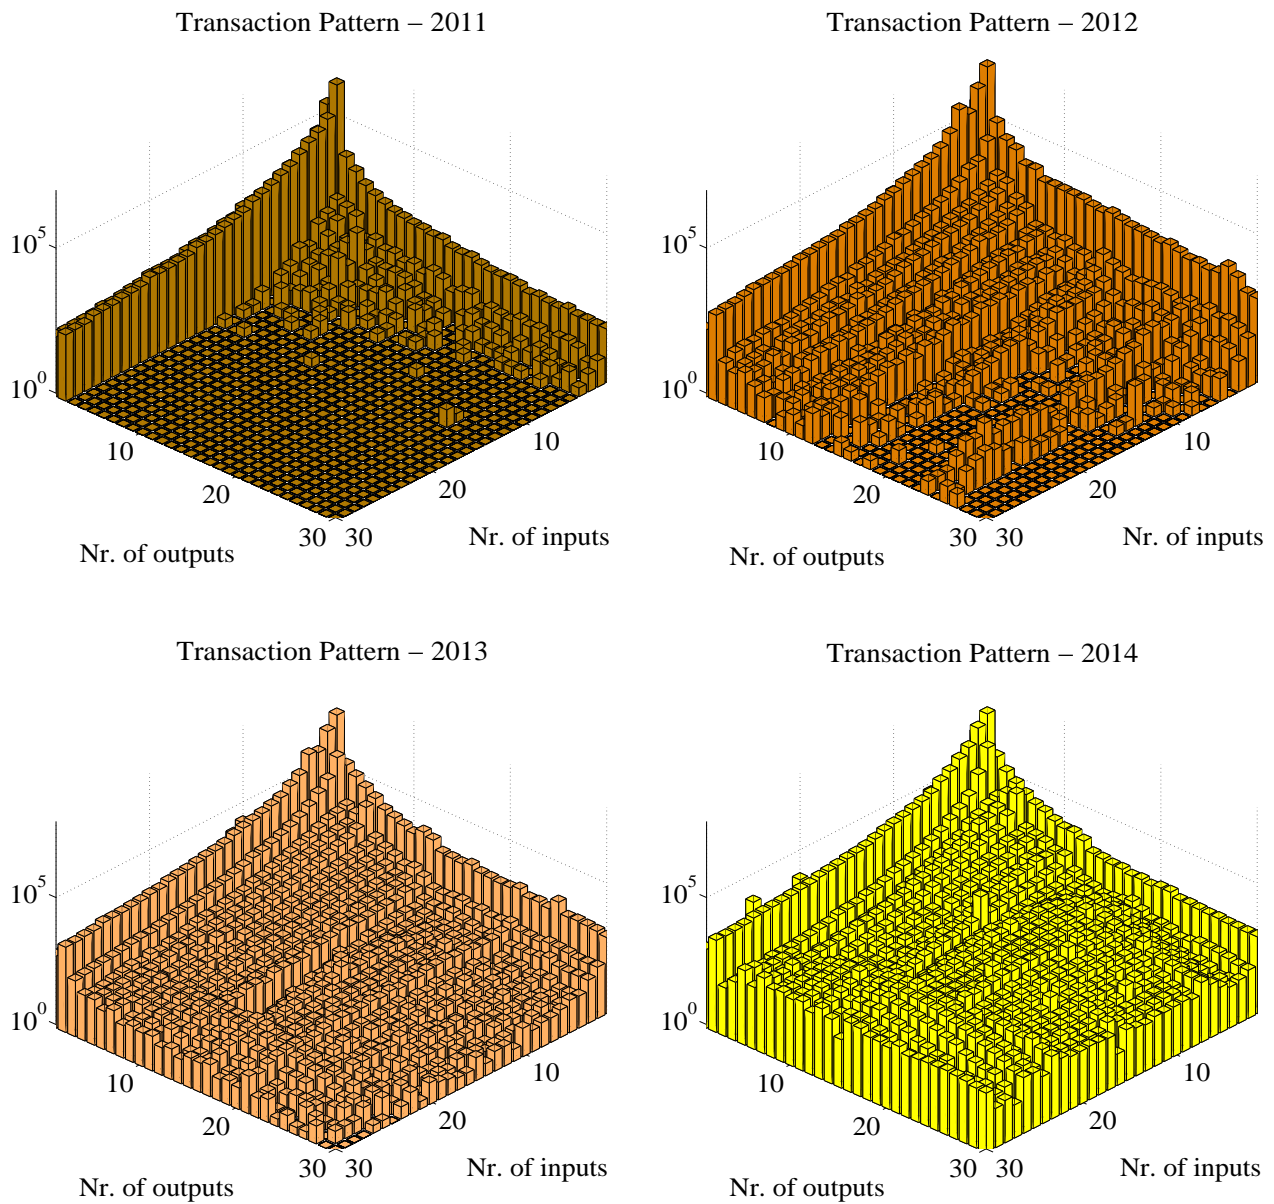 Transaction Pattern – 2011
10^5
10^0
10
20
30
30
20
10
Nr. of outputs
Nr. of inputs
Transaction Pattern – 2012
10^5
10^0
10
20
30
30
20
10
Nr. of outputs
Nr. of inputs
Transaction Pattern – 2013
10^5
10^0
10
20
30
30
20
10
Nr. of outputs
Nr. of inputs
Transaction Pattern – 2014
10^5
10^0
10
20
30
30
20
10
Nr. of outputs
Nr. of inputs